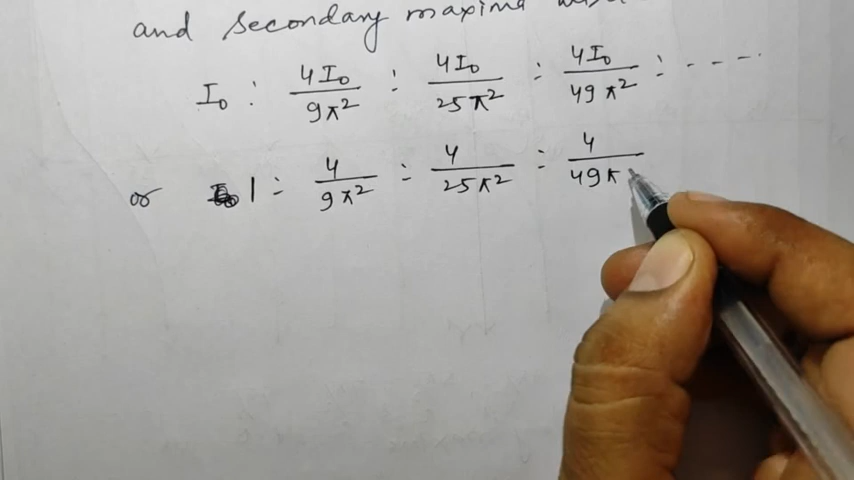 and secondary maxima
I₀ : 4I₀/9π² : 4I₀/25π² : 4I₀/49π² : - - - -
or 1 : 4/9π² : 4/25π² : 4/49π